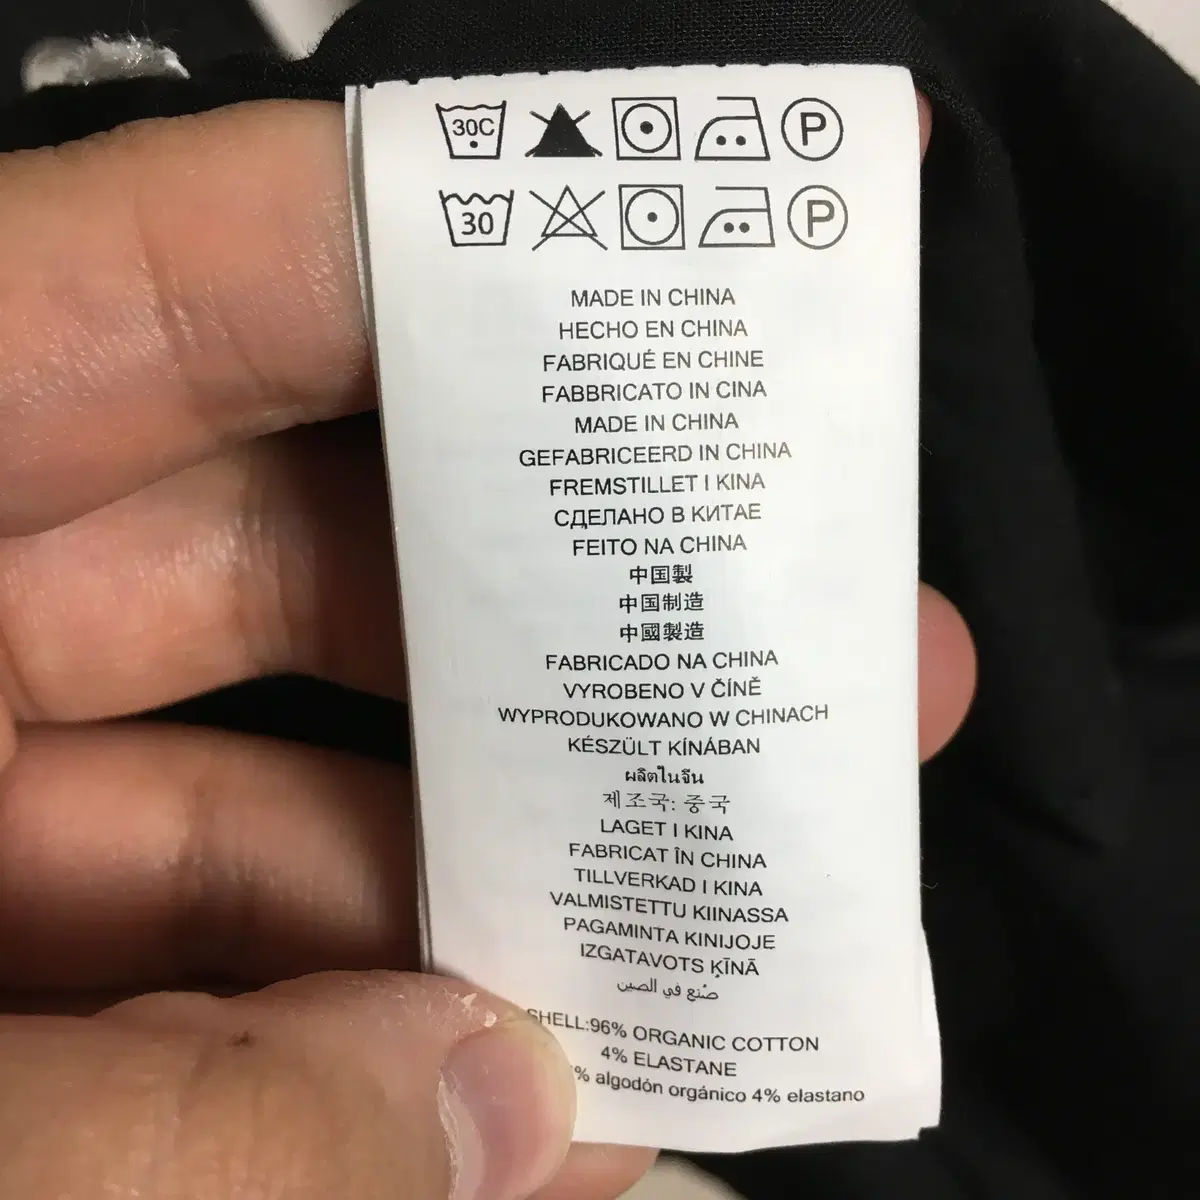 30C P
30 P
MADE IN CHINA
HECHO EN CHINA
FABRIQUÉ EN CHINE
FABBRICATO IN CINA
MADE IN CHINA
GEFABRICEERD IN CHINA
FREMSTILLET I KINA
СДЕЛАНО В КИТАЕ
FEITO NA CHINA
中国製
中国制造
中國製造
FABRICADO NA CHINA
VYROBENO V ČÍNĚ
WYPRODUKOWANO W CHINACH
KÉSZÜLT KÍNÁBAN
ผลิตในจีน
제조국: 중국
LAGET I KINA
FABRICAT ÎN CHINA
TILLVERKAD I KINA
VALMISTETTU KIINASSA
PAGAMINTA KINIJOJE
IZGATAVOTS ĶĪNĀ
صُنع في الصين
SHELL:96% ORGANIC COTTON
4% ELASTANE
% algodón orgánico 4% elastano